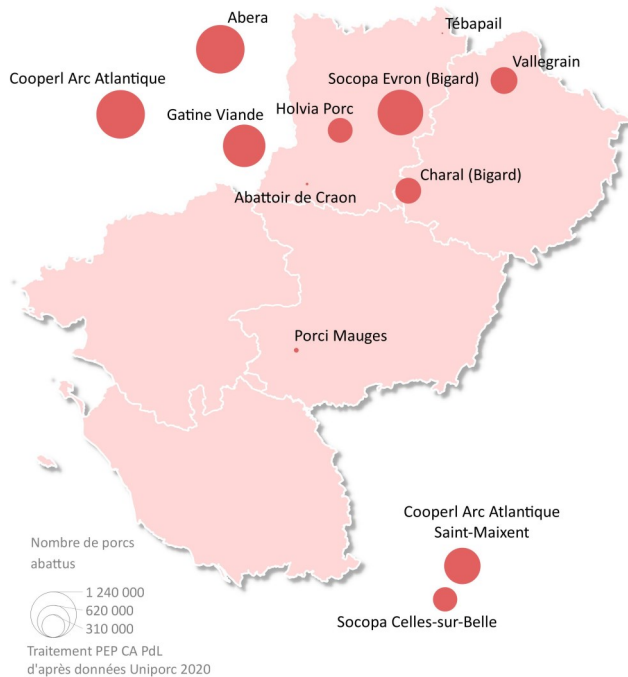 Abera
Tébapail
Cooperl Arc Atlantique
Vallegrain
Socopa Evron (Bigard)
Gatine Viande
Holvia Porc
Charal (Bigard)
Abattoir de Craon
Porci Mauges
Cooperl Arc Atlantique
Saint-Maixent
Socopa Celles-sur-Belle
Nombre de porcs
abattus
1 240 000
620 000
310 000
Traitement PEP CA PdL
d'après données Uniporc 2020